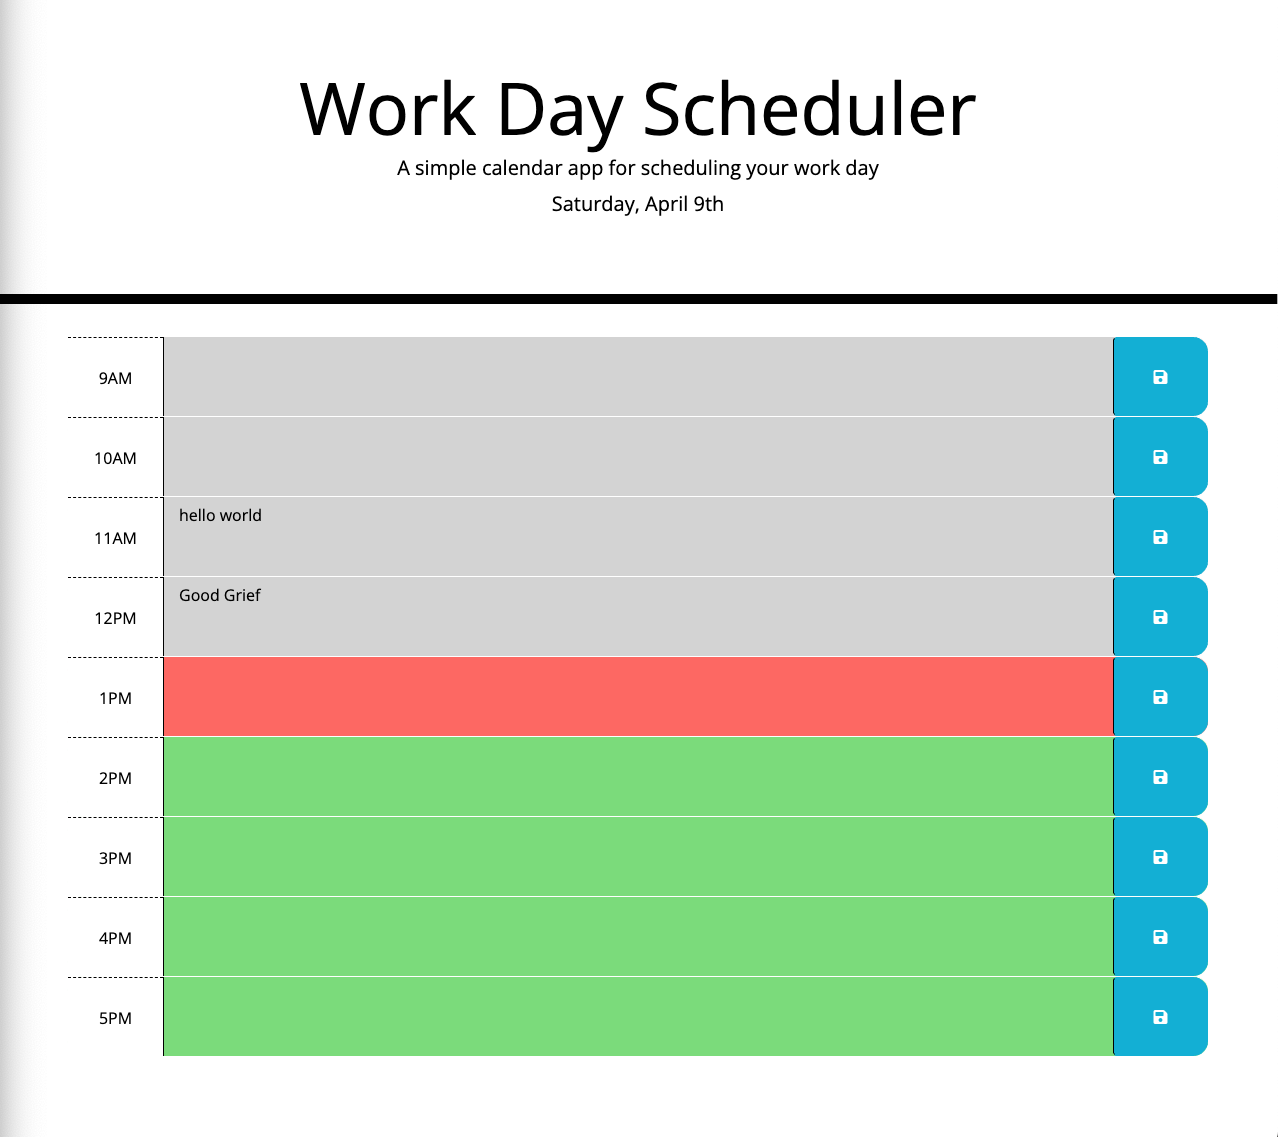 Work Day Scheduler
A simple calendar app for scheduling your work day
Saturday, April 9th
9AM
10AM
11AM
hello world
12PM
Good Grief
1PM
2PM
3PM
4PM
5PM